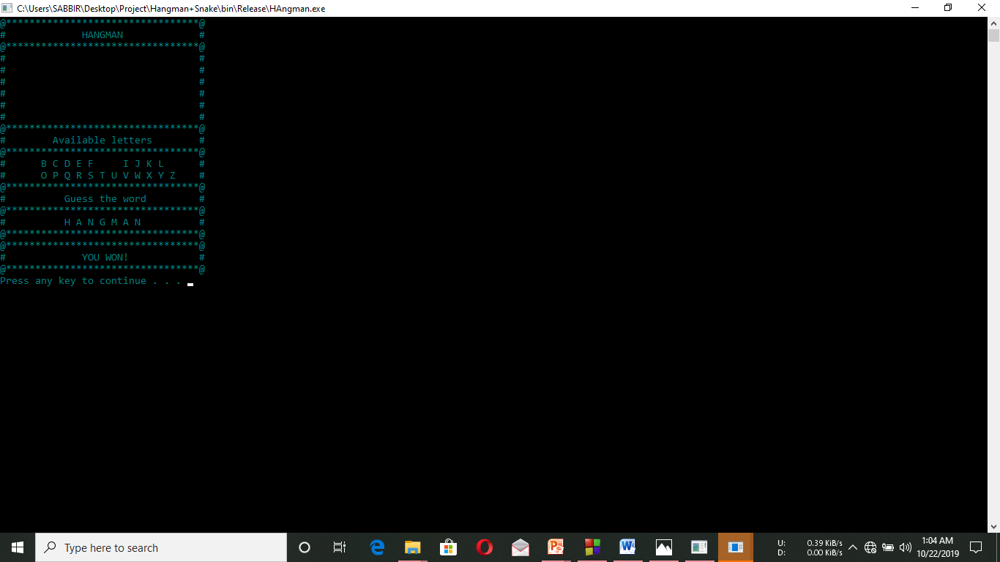 C:\Users\SABBIR\Desktop\Project\Hangman+Snake\bin\Release\HAngman.exe
@*********************************@
#             HANGMAN             #
@*********************************@
#                                 #
#                                 #
#                                 #
#                                 #
#                                 #
#                                 #
@*********************************@
#        Available letters        #
@*********************************@
#      B C D E F     I J K L      #
#      O P Q R S T U V W X Y Z    #
@*********************************@
#          Guess the word         #
@*********************************@
#          H A N G M A N          #
@*********************************@
@*********************************@
#             YOU WON!            #
@*********************************@
Press any key to continue . . .
Type here to search
U: 0.39 KiB/s
D: 0.00 KiB/s
1:04 AM
10/22/2019